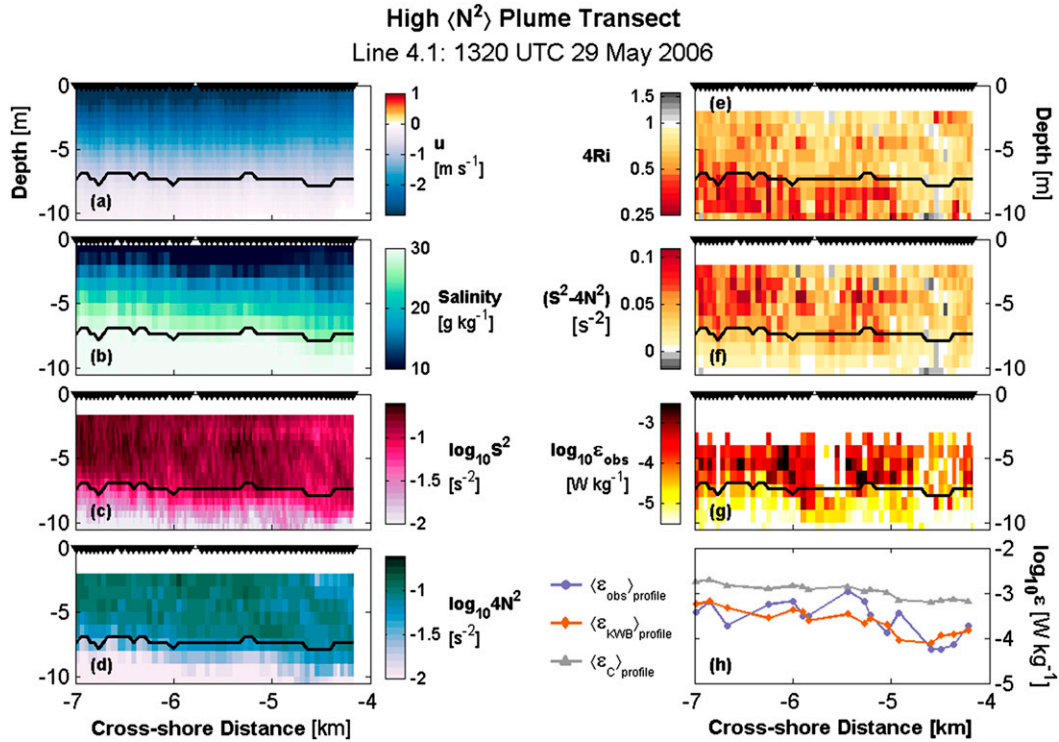 High ⟨N²⟩ Plume Transect
Line 4.1: 1320 UTC 29 May 2006
Depth [m]
0
-5
-10
(a)
1
0
-1
-2
u
[m s⁻¹]
0
-5
-10
(b)
30
20
10
Salinity
[g kg⁻¹]
0
-5
-10
(c)
-1
-1.5
-2
log₁₀S²
[s⁻²]
0
-5
-10
(d)
-1
-1.5
-2
log₁₀4N²
[s⁻²]
-7
-6
-5
-4
Cross-shore Distance [km]
4Ri
1.5
1
0.5
0.25
(e)
0
-5
-10
Depth [m]
(S²-4N²)
[s⁻²]
0.1
0.05
0
(f)
0
-5
-10
log₁₀ε_obs
[W kg⁻¹]
-3
-4
-5
(g)
0
-5
-10
⟨ε_obs⟩profile
⟨ε_KWB⟩profile
⟨ε_C⟩profile
(h)
-2
-3
-4
-5
log₁₀ε [W kg⁻¹]
-7
-6
-5
-4
Cross-shore Distance [km]